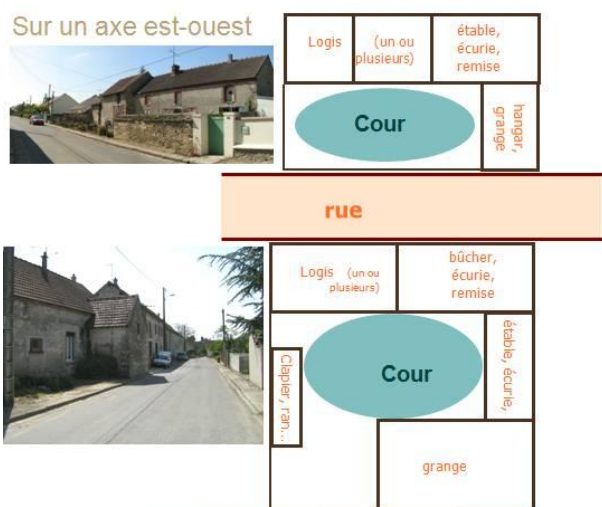 Sur un axe est-ouest
Logis
(un ou
plusieurs)
étable,
écurie,
remise
Cour
hangar,
grange
rue
Logis (un ou
plusieurs)
bûcher,
écurie,
remise
Clapier, ran...
Cour
étable, écurie,
grange